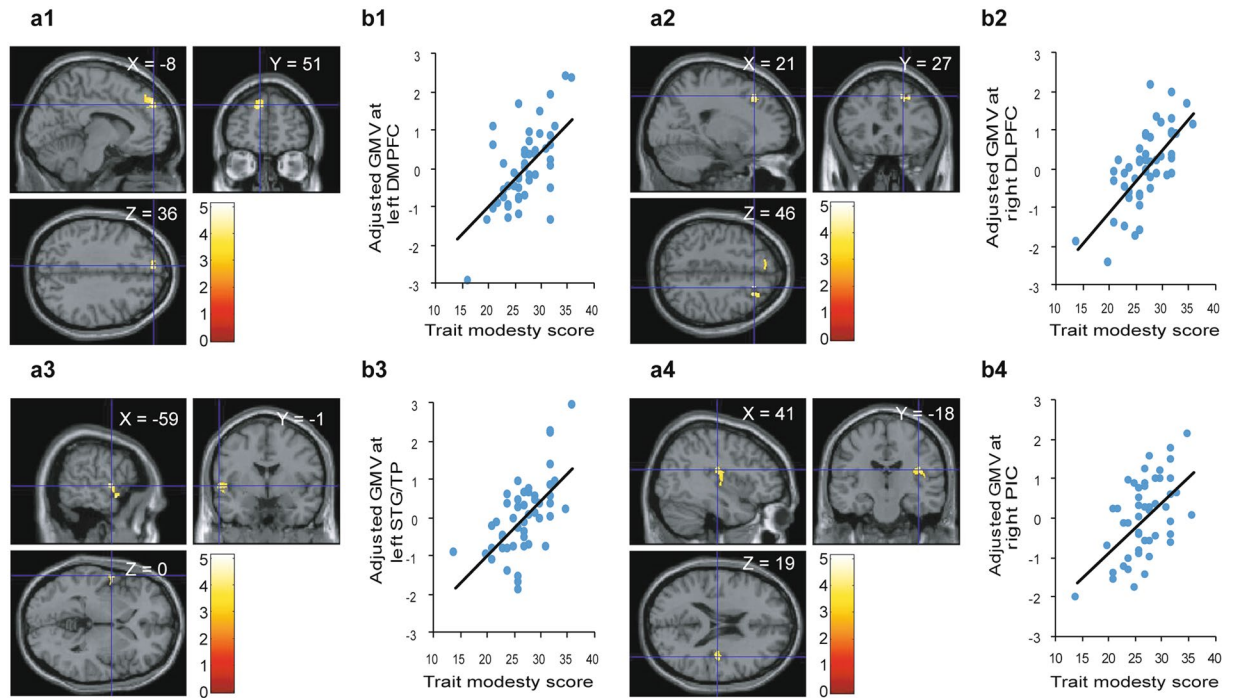 a1
b1
a2
b2
X = -8
Y = 51
Z = 36
5
4
3
2
1
0
Adjusted GMV at
left DMPFC
3
2
1
0
-1
-2
-3
10 15 20 25 30 35 40
Trait modesty score
X = 21
Y = 27
Z = 46
5
4
3
2
1
0
Adjusted GMV at
right DLPFC
3
2
1
0
-1
-2
-3
10 15 20 25 30 35 40
Trait modesty score
a3
b3
a4
b4
X = -59
Y = -1
Z = 0
5
4
3
2
1
0
Adjusted GMV at
left STG/TP
3
2
1
0
-1
-2
-3
10 15 20 25 30 35 40
Trait modesty score
X = 41
Y = -18
Z = 19
5
4
3
2
1
0
Adjusted GMV at
right PIC
3
2
1
0
-1
-2
-3
10 15 20 25 30 35 40
Trait modesty score